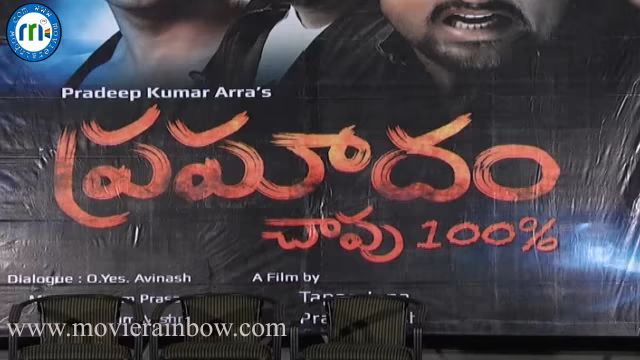 Pradeep Kumar Arra's
ప్రమాదం
చావు 100%
Dialogue : O.Yes. Avinash
A Film by
www.movierainbow.com